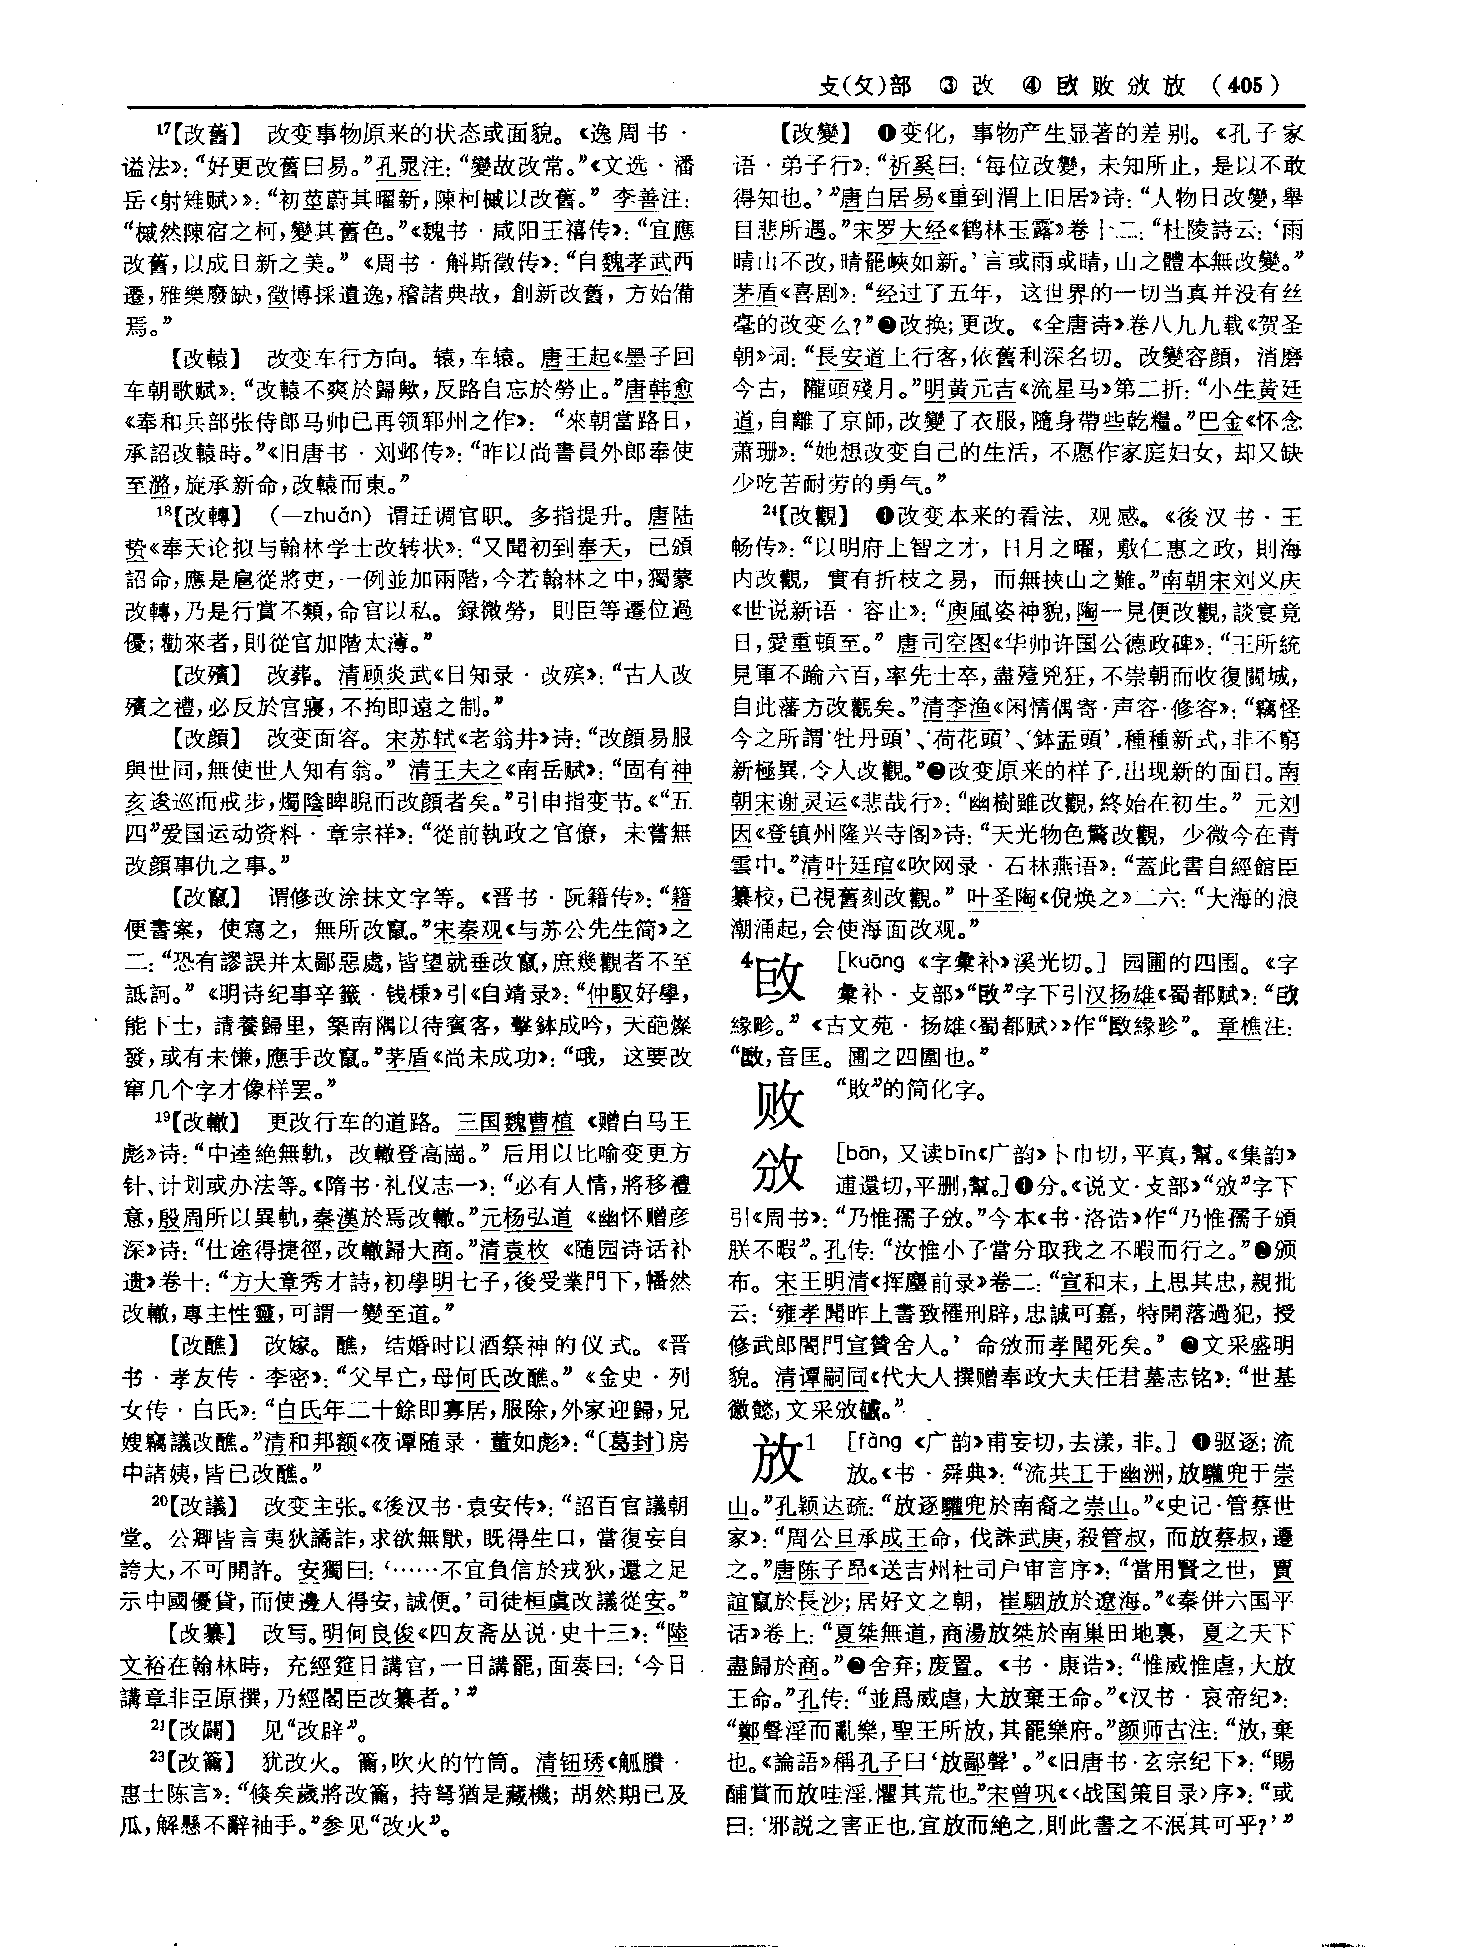 攴(攵)部 ③改 ④敃败攽放 (405)
17【改舊】 改变事物原来的状态或面貌。《逸周书·
谥法》：“好更改舊曰易。”孔晁注：“變故改常。”《文选·潘
岳〈射雉赋〉》：“初莖蔚其曜新，陳柯槭以改舊。” 李善注：
“槭然陳宿之柯，變其舊色。”《魏书·咸阳王禧传》：“宜應
改舊，以成日新之美。” 《周书·斛斯徵传》：“自魏孝武西
遷，雅樂廢缺，徵博採遺逸，稽諸典故，創新改舊，方始備
焉。”
【改轅】 改变车行方向。辕，车辕。唐王起《墨子回
车朝歌赋》：“改轅不爽於歸歟，反路自忘於勞止。”唐韩愈
《奉和兵部张侍郎马帅已再领郓州之作》： “來朝當路日，
承詔改轅時。”《旧唐书·刘邺传》：“昨以尚書員外郎奉使
至潞，旋承新命，改轅而東。”
18【改轉】 (—zhuǎn) 谓迁调官职。多指提升。唐陆
贽《奉天论拟与翰林学士改转状》：“又聞初到奉天，已頒
詔命，應是扈從將吏，一例並加兩階，今若翰林之中，獨蒙
改轉，乃是行賞不類，命官以私。録微勞，則臣等遷位過
優；勸來者，則從官加階太薄。”
【改殯】 改葬。清顾炎武《日知录·改殡》：“古人改
殯之禮，必反於宫寢，不拘即遠之制。”
【改顔】 改变面容。宋苏轼《老翁井》诗：“改顔易服
與世同，無使世人知有翁。” 清王夫之《南岳赋》：“固有神
亥逡巡而戒步，燭陰睥睨而改顔者矣。”引申指变节。《“五
四”爱国运动资料·章宗祥》：“從前執政之官僚，未嘗無
改顔事仇之事。”
【改竄】 谓修改涂抹文字等。《晋书·阮籍传》：“籍
便書案，使寫之，無所改竄。”宋秦观《与苏公先生简》之
二：“恐有謬誤并太鄙惡處，皆望就垂改竄，庶幾觀者不至
詆訶。” 《明诗纪事辛籤·钱棅》引《自靖录》：“仲馭好學，
能下士，請養歸里，築南隅以待賓客，擊鉢成吟，天葩燦
發，或有未慊，應手改竄。”茅盾《尚未成功》：“哦，这要改
窜几个字才像样罢。”
19【改轍】 更改行车的道路。三国魏曹植《赠白马王
彪》诗：“中逵絶無軌，改轍登高崗。” 后用以比喻变更方
针、计划或办法等。《隋书·礼仪志一》：“必有人情，將移禮
意，殷周所以異軌，秦漢於焉改轍。”元杨弘道《幽怀赠彦
深》诗：“仕途得捷徑，改轍歸大商。”清袁枚《随园诗话补
遗》卷十：“方大章秀才詩，初學明七子，後受業門下，幡然
改轍，專主性靈，可謂一變至道。”
【改醮】 改嫁。醮，结婚时以酒祭神的仪式。《晋
书·孝友传·李密》：“父早亡，母何氏改醮。” 《金史·列
女传·白氏》：“白氏年二十餘即寡居，服除，外家迎歸，兄
嫂竊議改醮。”清和邦额《夜谭随录·董如彪》：“〔葛封〕房
中諸姨，皆已改醮。”
20【改議】 改变主张。《後汉书·袁安传》：“詔百官議朝
堂。公卿皆言夷狄譎詐，求欲無猒，既得生口，當復妄自
誇大，不可開許。安獨曰：‘……不宜負信於戎狄，還之足
示中國優貸，而使邊人得安，誠便。’司徒桓虞改議從安。”
【改纂】 改写。明何良俊《四友斋丛说·史十三》：“陸
文裕在翰林時，充經筵日講官，一日講罷，面奏曰：‘今日
講章非臣原撰，乃經閣臣改纂者。’”
21【改闢】 见“改辟”。
23【改籥】 犹改火。籥，吹火的竹筒。清钮琇《觚賸·
惠士陈言》：“倏矣歲將改籥，持弩猶是藏機；胡然期已及
瓜，解懸不辭袖手。”参见“改火”。
【改變】 ❶变化，事物产生显著的差别。《孔子家
语·弟子行》：“祈奚曰：‘每位改變，未知所止，是以不敢
得知也。’”唐白居易《重到渭上旧居》诗：“人物日改變，舉
目悲所遇。”宋罗大经《鹤林玉露》卷十二：“杜陵詩云：‘雨
晴山不改，晴罷峽如新。’言或雨或晴，山之體本無改變。”
茅盾《喜剧》：“经过了五年，这世界的一切当真并没有丝
毫的改变么？”❷改换；更改。《全唐诗》卷八九九载《贺圣
朝》词：“長安道上行客，依舊利深名切。改變容顔，消磨
今古，隴頭殘月。”明黄元吉《流星马》第二折：“小生黄廷
道，自離了京師，改變了衣服，隨身帶些乾糧。”巴金《怀念
萧珊》：“她想改变自己的生活，不愿作家庭妇女，却又缺
少吃苦耐劳的勇气。”
24【改觀】 ❶改变本来的看法、观感。《後汉书·王
畅传》：“以明府上智之才，日月之曜，敷仁惠之政，則海
内改觀，實有折枝之易，而無挾山之難。”南朝宋刘义庆
《世说新语·容止》：“庾風姿神貌，陶一見便改觀，談宴竟
日，愛重頓至。” 唐司空图《华帅许国公德政碑》：“王所統
見軍不踰六百，率先士卒，盡殪兇狂，不崇朝而收復闕城，
自此藩方改觀矣。”清李渔《闲情偶寄·声容·修容》：“竊怪
今之所謂‘牡丹頭’、‘荷花頭’、‘鉢盂頭’，種種新式，非不窮
新極異，令人改觀。”❷改变原来的样子，出现新的面目。南
朝宋谢灵运《悲哉行》：“幽樹雖改觀，終始在初生。” 元刘
因《登镇州隆兴寺阁》诗：“天光物色驚改觀，少微今在青
雲中。”清叶廷琯《吹网录·石林燕语》：“蓋此書自經館臣
纂校，已視舊刻改觀。” 叶圣陶《倪焕之》二六：“大海的浪
潮涌起，会使海面改观。”
4 [kuāng 《字彙补》溪光切。] 园圃的四围。《字
彙补·攴部》“”字下引汉扬雄《蜀都赋》：“
緣畛。” 《古文苑·扬雄〈蜀都赋〉》作“緣畛”。章樵注：
“，音匡。圃之四圍也。”
败 “敗”的简化字。
攽 [bān，又读bīn《广韵》卜巾切，平真，幫。《集韵》
逋還切，平删，幫。]❶分。《说文·攴部》“攽”字下
引《周书》：“乃惟孺子攽。”今本《书·洛诰》作“乃惟孺子頒
朕不暇”。孔传：“汝惟小子當分取我之不暇而行之。”❷颁
布。宋王明清《挥麈前录》卷二：“宣和末，上思其忠，親批
云：‘雍孝聞昨上書致罹刑辟，忠誠可嘉，特開落過犯，授
修武郎閤門宣贊舍人。’命攽而孝聞死矣。” ❸文采盛明
貌。清谭嗣同《代大人撰赠奉政大夫任君墓志铭》：“世基
徽懿，文采攽。”
放1 [fàng 《广韵》甫妄切，去漾，非。] ❶驱逐；流
放。《书·舜典》：“流共工于幽洲，放驩兜于崇
山。”孔颖达疏：“放逐驩兜於南裔之崇山。”《史记·管蔡世
家》：“周公旦承成王命，伐誅武庚，殺管叔，而放蔡叔，遷
之。”唐陈子昂《送吉州杜司户审言序》：“當用賢之世，賈
誼竄於長沙；居好文之朝，崔駰放於遼海。”《秦併六国平
话》卷上：“夏桀無道，商湯放桀於南巢田地裏，夏之天下
盡歸於商。”❷舍弃；废置。《书·康诰》：“惟威惟虐，大放
王命。”孔传：“並爲威虐，大放棄王命。”《汉书·哀帝纪》：
“鄭聲淫而亂樂，聖王所放，其罷樂府。”颜师古注：“放，棄
也。《論語》稱孔子曰‘放鄭聲’。”《旧唐书·玄宗纪下》：“賜
酺賞而放哇淫，懼其荒也。”宋曾巩《〈战国策目录〉序》：“或
曰：‘邪説之害正也，宜放而絶之，則此書之不泯其可乎？’”